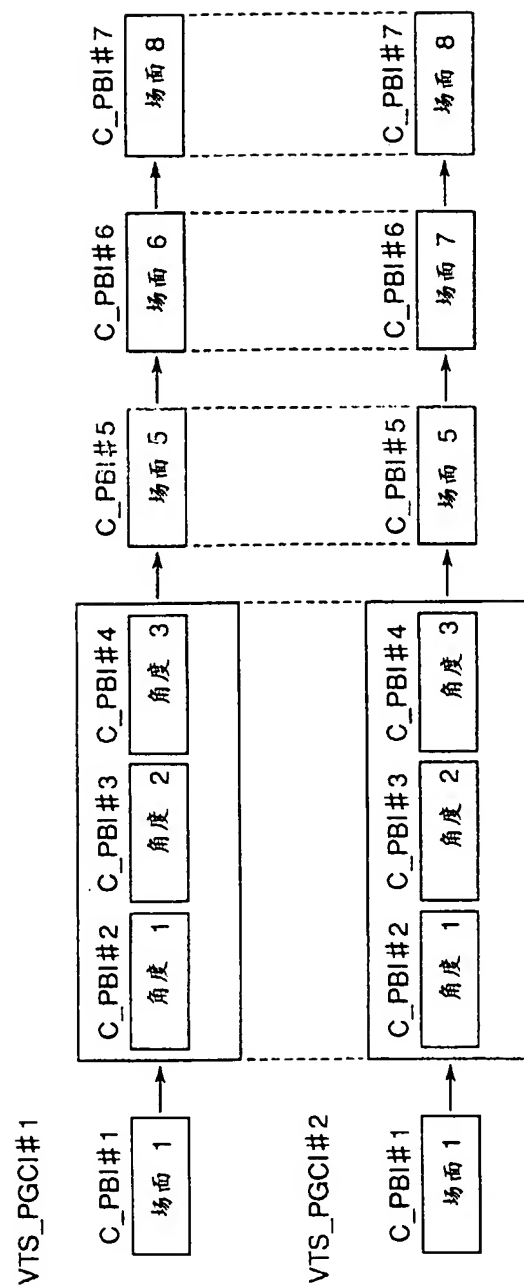 VTS_PGCI#1
C_PBI#1
场面 1
C_PBI#2
角度 1
C_PBI#3
角度 2
C_PBI#4
角度 3
C_PBI#5
场面 5
C_PBI#6
场面 6
C_PBI#7
场面 8
VTS_PGCI#2
C_PBI#1
场面 1
C_PBI#2
角度 1
C_PBI#3
角度 2
C_PBI#4
角度 3
C_PBI#5
场面 5
C_PBI#6
场面 7
C_PBI#7
场面 8